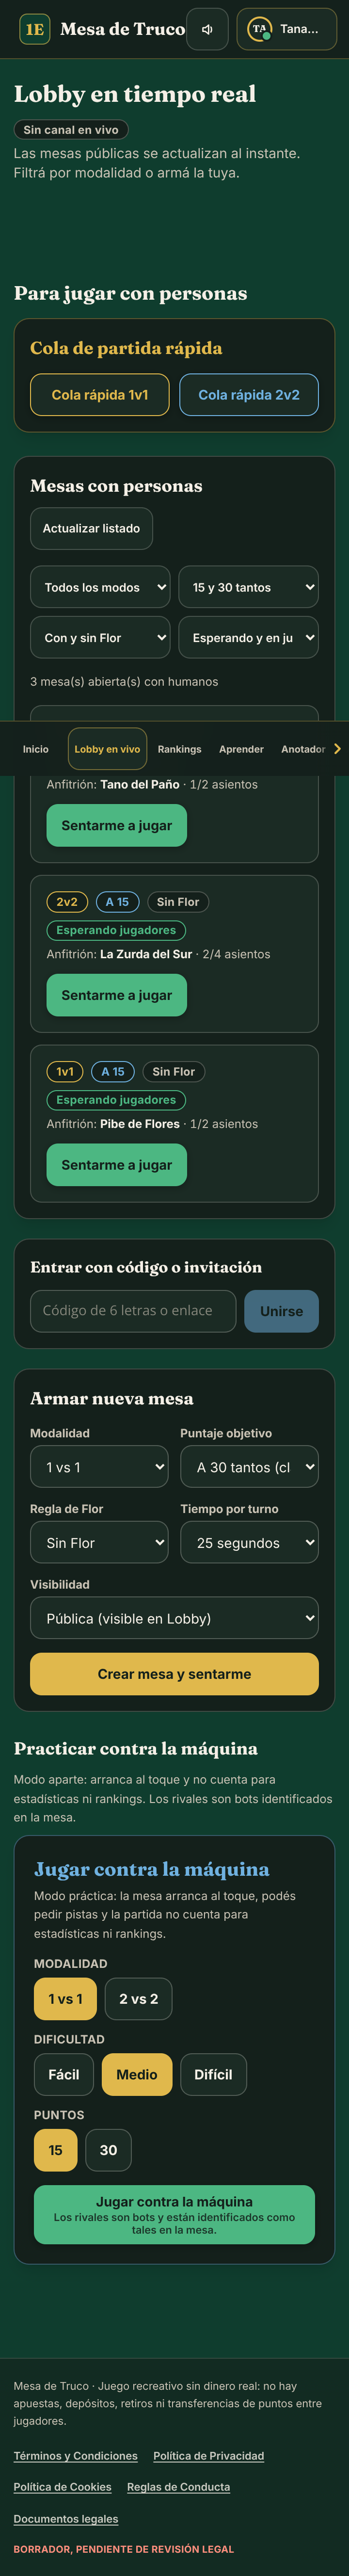 1E Mesa de Truco TA Tana...
Lobby en tiempo real
Sin canal en vivo
Las mesas públicas se actualizan al instante.
Filtrá por modalidad o armá la tuya.
Para jugar con personas
Cola de partida rápida
Cola rápida 1v1 Cola rápida 2v2
Mesas con personas
Actualizar listado
Todos los modos 15 y 30 tantos
Con y sin Flor Esperando y en ju
3 mesa(s) abierta(s) con humanos
Inicio Lobby en vivo Rankings Aprender Anotador
Anfitrión: Tano del Paño · 1/2 asientos
Sentarme a jugar
2v2 A 15 Sin Flor
Esperando jugadores
Anfitrión: La Zurda del Sur · 2/4 asientos
Sentarme a jugar
1v1 A 15 Sin Flor
Esperando jugadores
Anfitrión: Pibe de Flores · 1/2 asientos
Sentarme a jugar
Entrar con código o invitación
Código de 6 letras o enlace Unirse
Armar nueva mesa
Modalidad Puntaje objetivo
1 vs 1 A 30 tantos (cl
Regla de Flor Tiempo por turno
Sin Flor 25 segundos
Visibilidad
Pública (visible en Lobby)
Crear mesa y sentarme
Practicar contra la máquina
Modo aparte: arranca al toque y no cuenta para
estadísticas ni rankings. Los rivales son bots identificados
en la mesa.
Jugar contra la máquina
Modo práctica: la mesa arranca al toque, podés
pedir pistas y la partida no cuenta para
estadísticas ni rankings.
MODALIDAD
1 vs 1 2 vs 2
DIFICULTAD
Fácil Medio Difícil
PUNTOS
15 30
Jugar contra la máquina
Los rivales son bots y están identificados como
tales en la mesa.
Mesa de Truco · Juego recreativo sin dinero real: no hay
apuestas, depósitos, retiros ni transferencias de puntos entre
jugadores.
Términos y Condiciones Política de Privacidad
Política de Cookies Reglas de Conducta
Documentos legales
BORRADOR, PENDIENTE DE REVISIÓN LEGAL